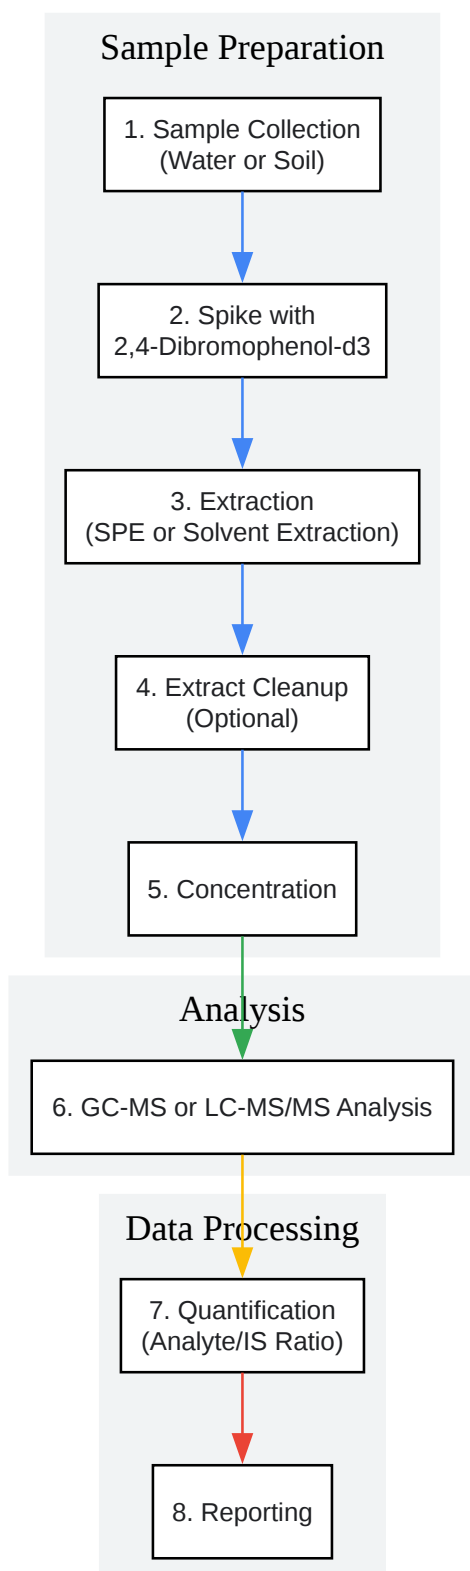 Sample Preparation
1. Sample Collection
(Water or Soil)
2. Spike with
2,4-Dibromophenol-d3
3. Extraction
(SPE or Solvent Extraction)
4. Extract Cleanup
(Optional)
5. Concentration
Analysis
6. GC-MS or LC-MS/MS Analysis
Data Processing
7. Quantification
(Analyte/IS Ratio)
8. Reporting